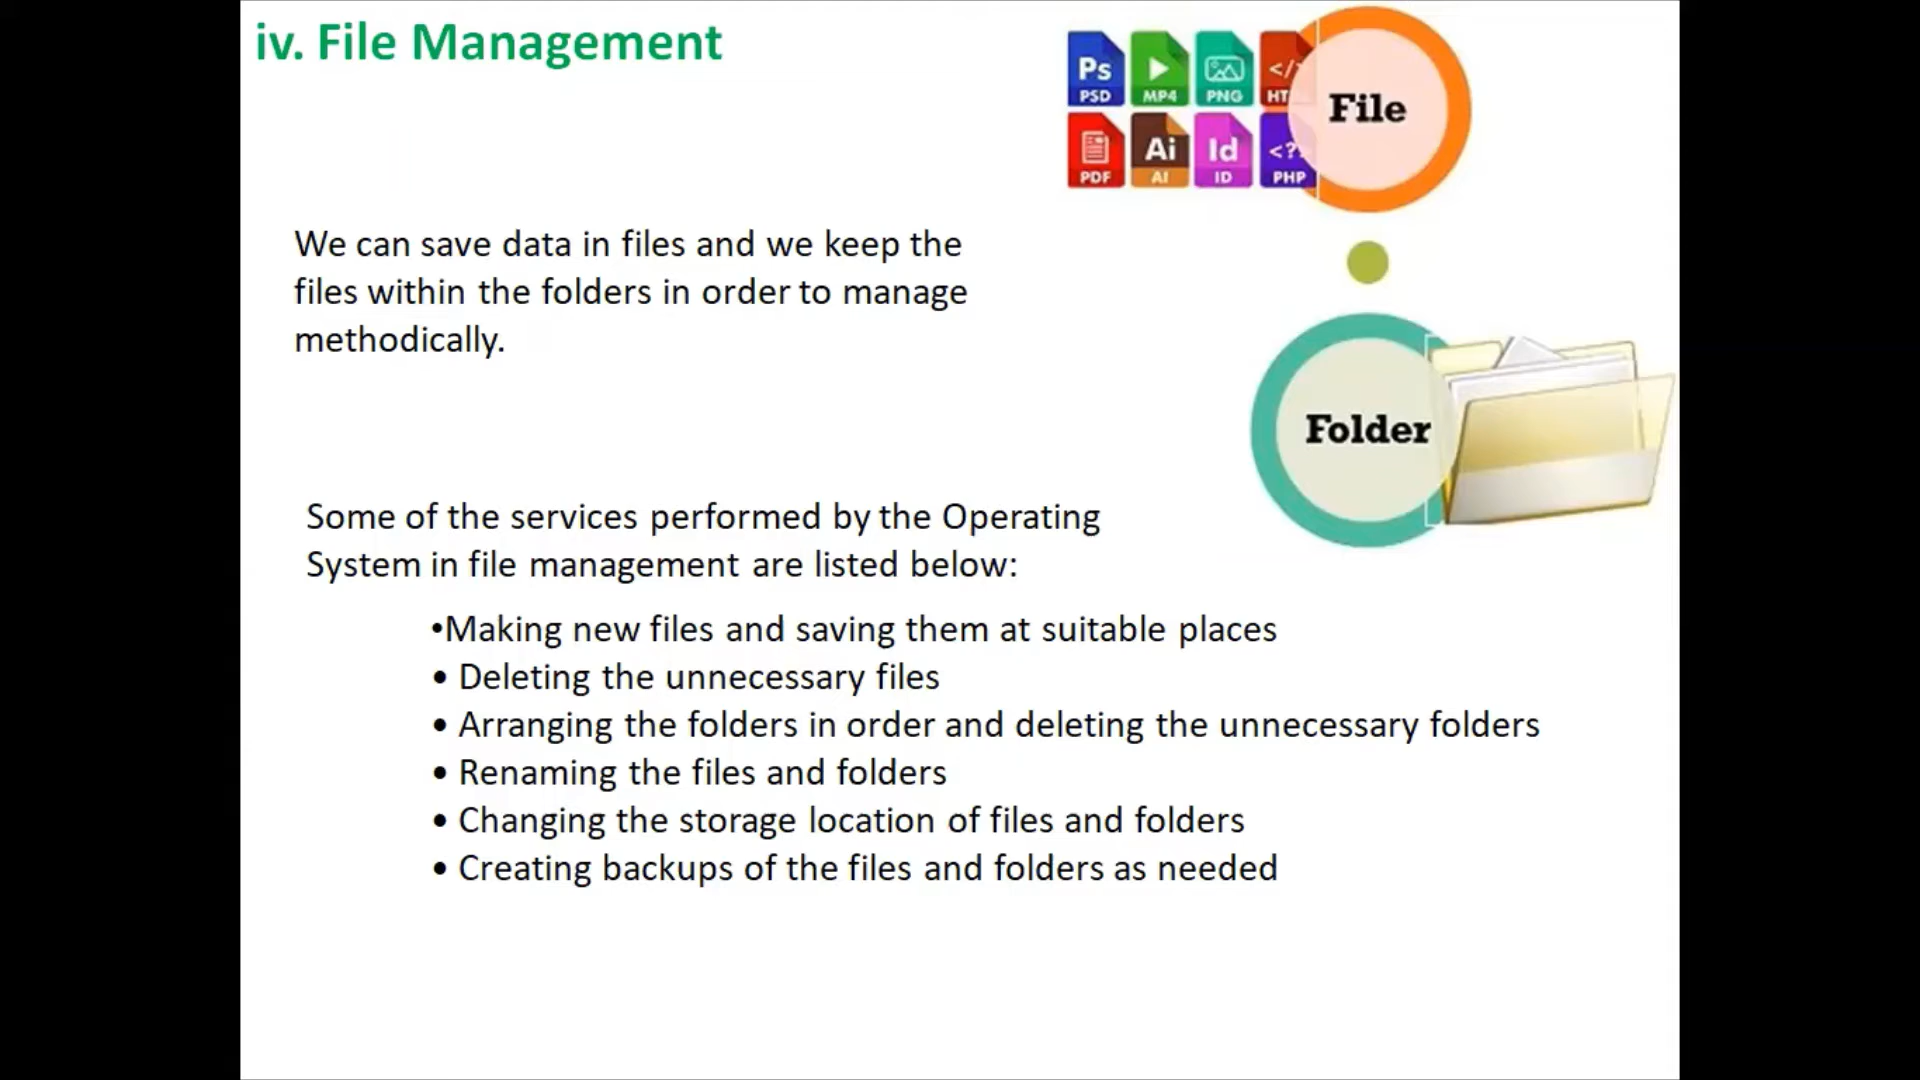 iv. File Management
Ps
PSD
MP4
PNG
</>
Ai
AI
Id
ID
PDF
PHP
File
We can save data in files and we keep the
files within the folders in order to manage
methodically.
Folder
Some of the services performed by the Operating
System in file management are listed below:
•Making new files and saving them at suitable places
• Deleting the unnecessary files
• Arranging the folders in order and deleting the unnecessary folders
• Renaming the files and folders
• Changing the storage location of files and folders
• Creating backups of the files and folders as needed